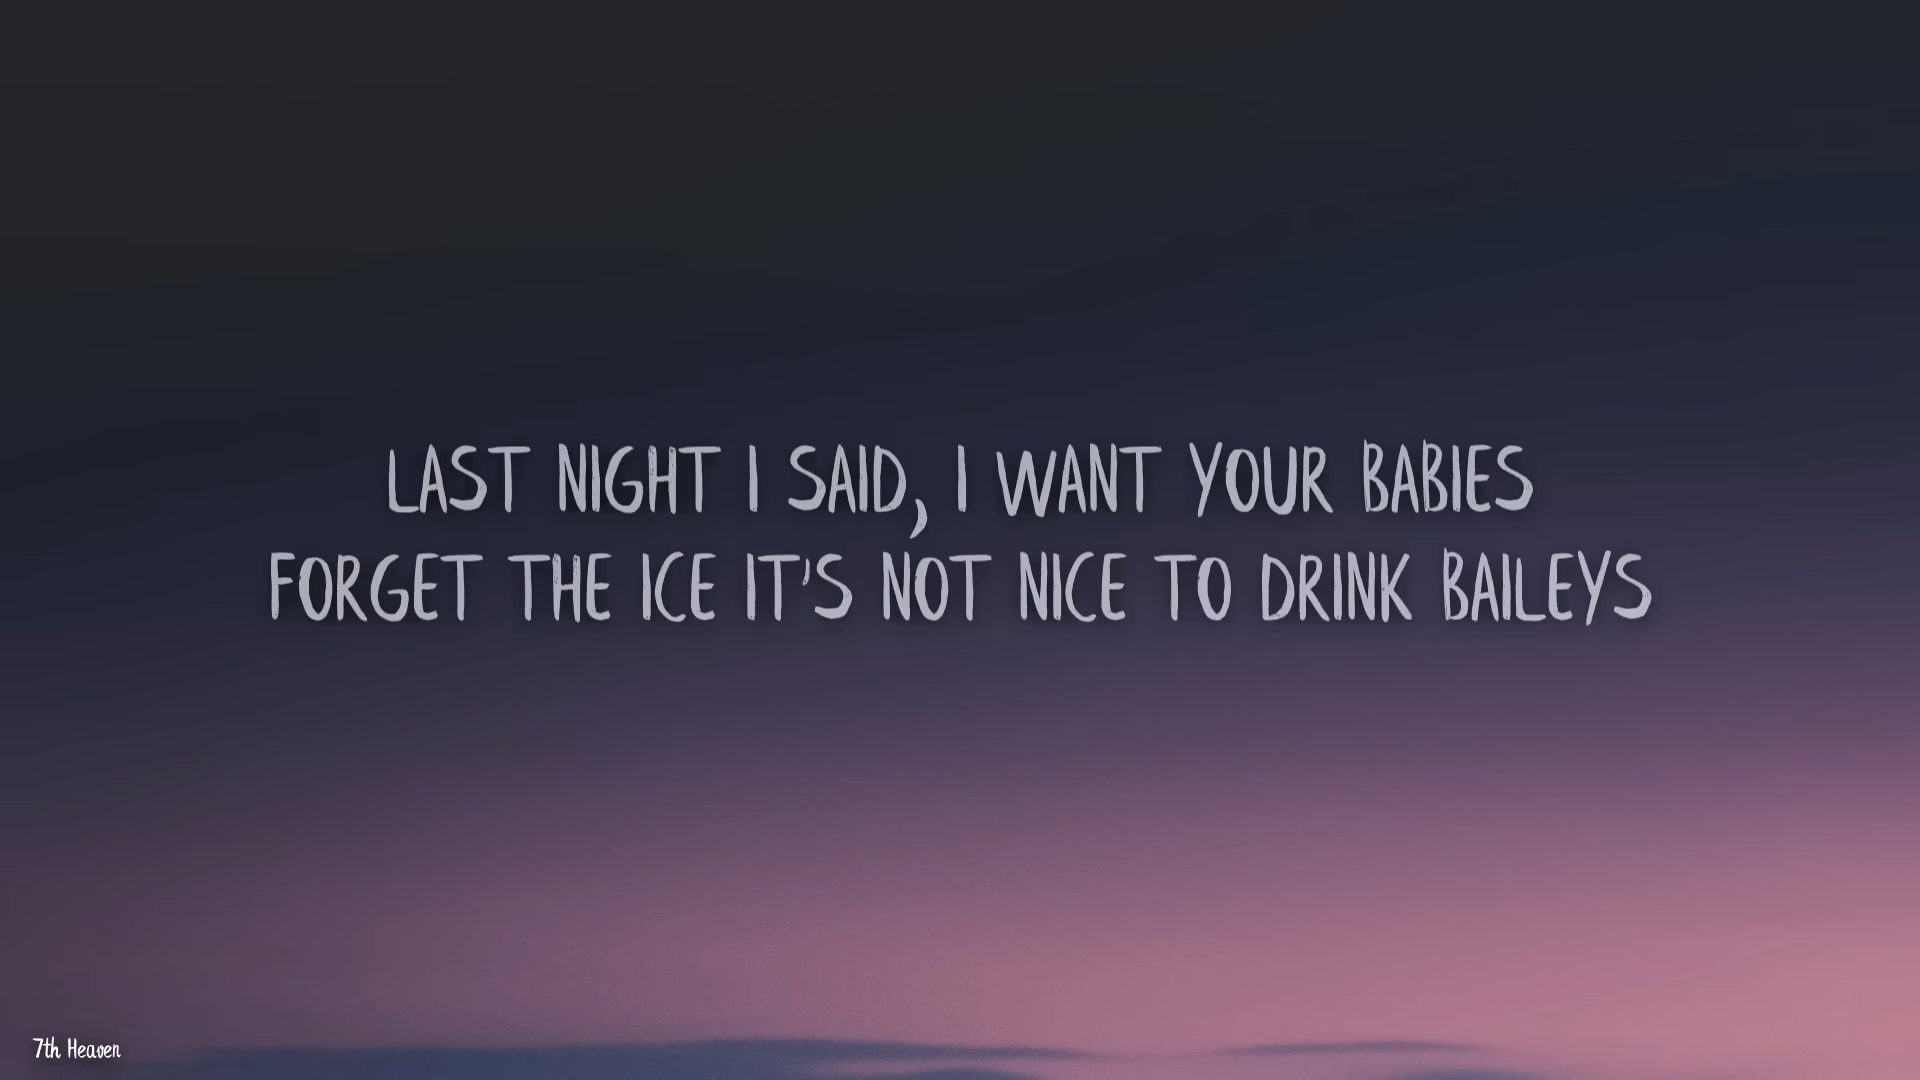 LAST NIGHT I SAID, I WANT YOUR BABIES
FORGET THE ICE IT'S NOT NICE TO DRINK BAILEYS
7th Heaven